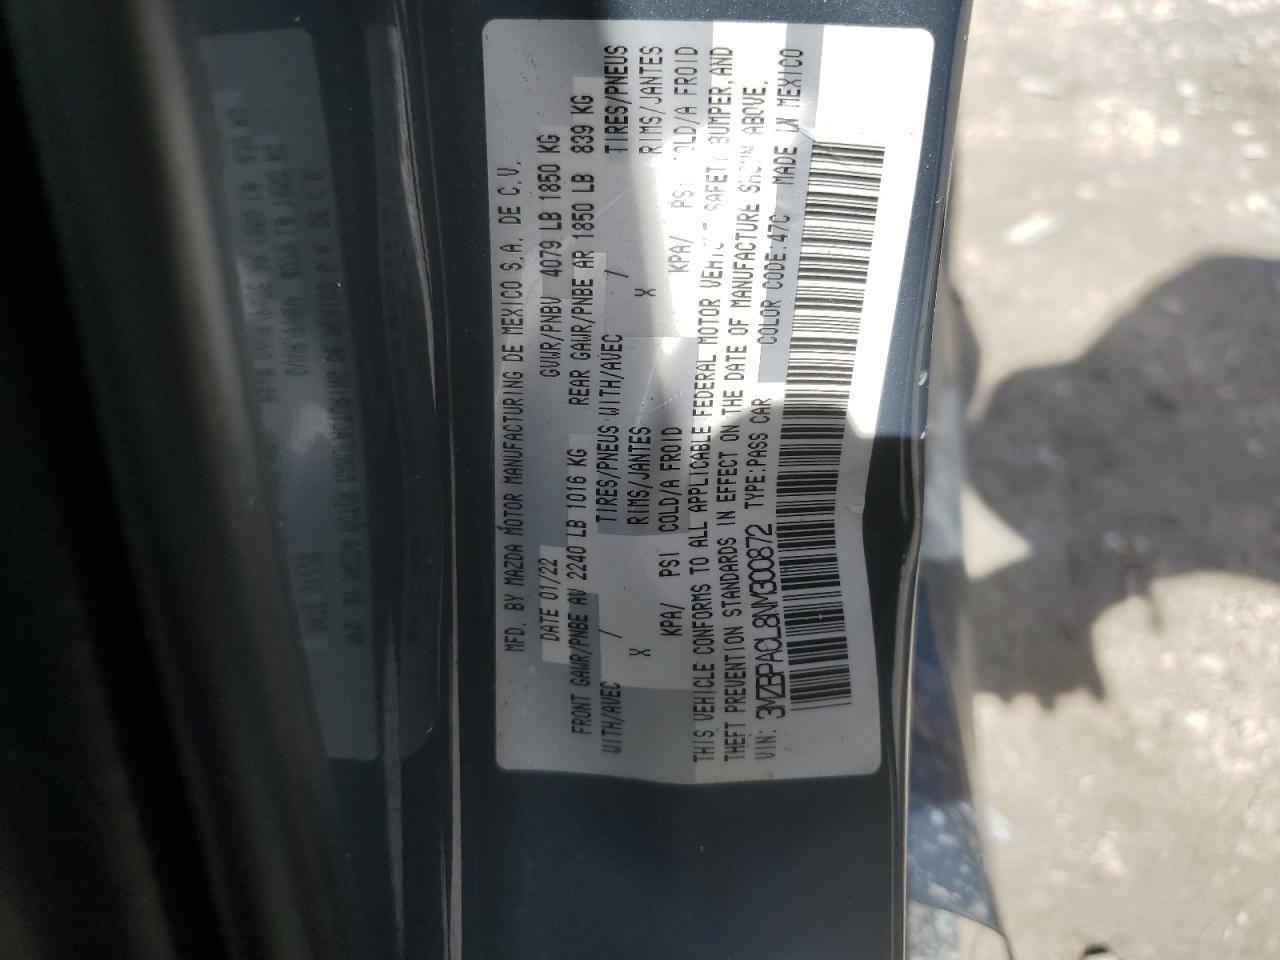 MFD. BY MAZDA MOTOR MANUFACTURING DE MEXICO S.A. DE C.V.
DATE 01/22 GVWR/PNBV 4079 LB 1850 KG
FRONT GAWR/PNBE AV 2240 LB 1016 KG REAR GAWR/PNBE AR 1850 LB 839 KG
WITH/AVEC / TIRES/PNEUS WITH/AVEC / TIRES/PNEUS
X RIMS/JANTES X RIMS/JANTES
KPA/ PSI COLD/A FROID KPA/ PSI COLD/A FROID
THIS VEHICLE CONFORMS TO ALL APPLICABLE FEDERAL MOTOR VEHICLE SAFETY, BUMPER, AND
THEFT PREVENTION STANDARDS IN EFFECT ON THE DATE OF MANUFACTURE SHOWN ABOVE.
VIN: 3MZBPACL8NM300872 TYPE:PASS CAR COLOR CODE:47C MADE IN MEXICO